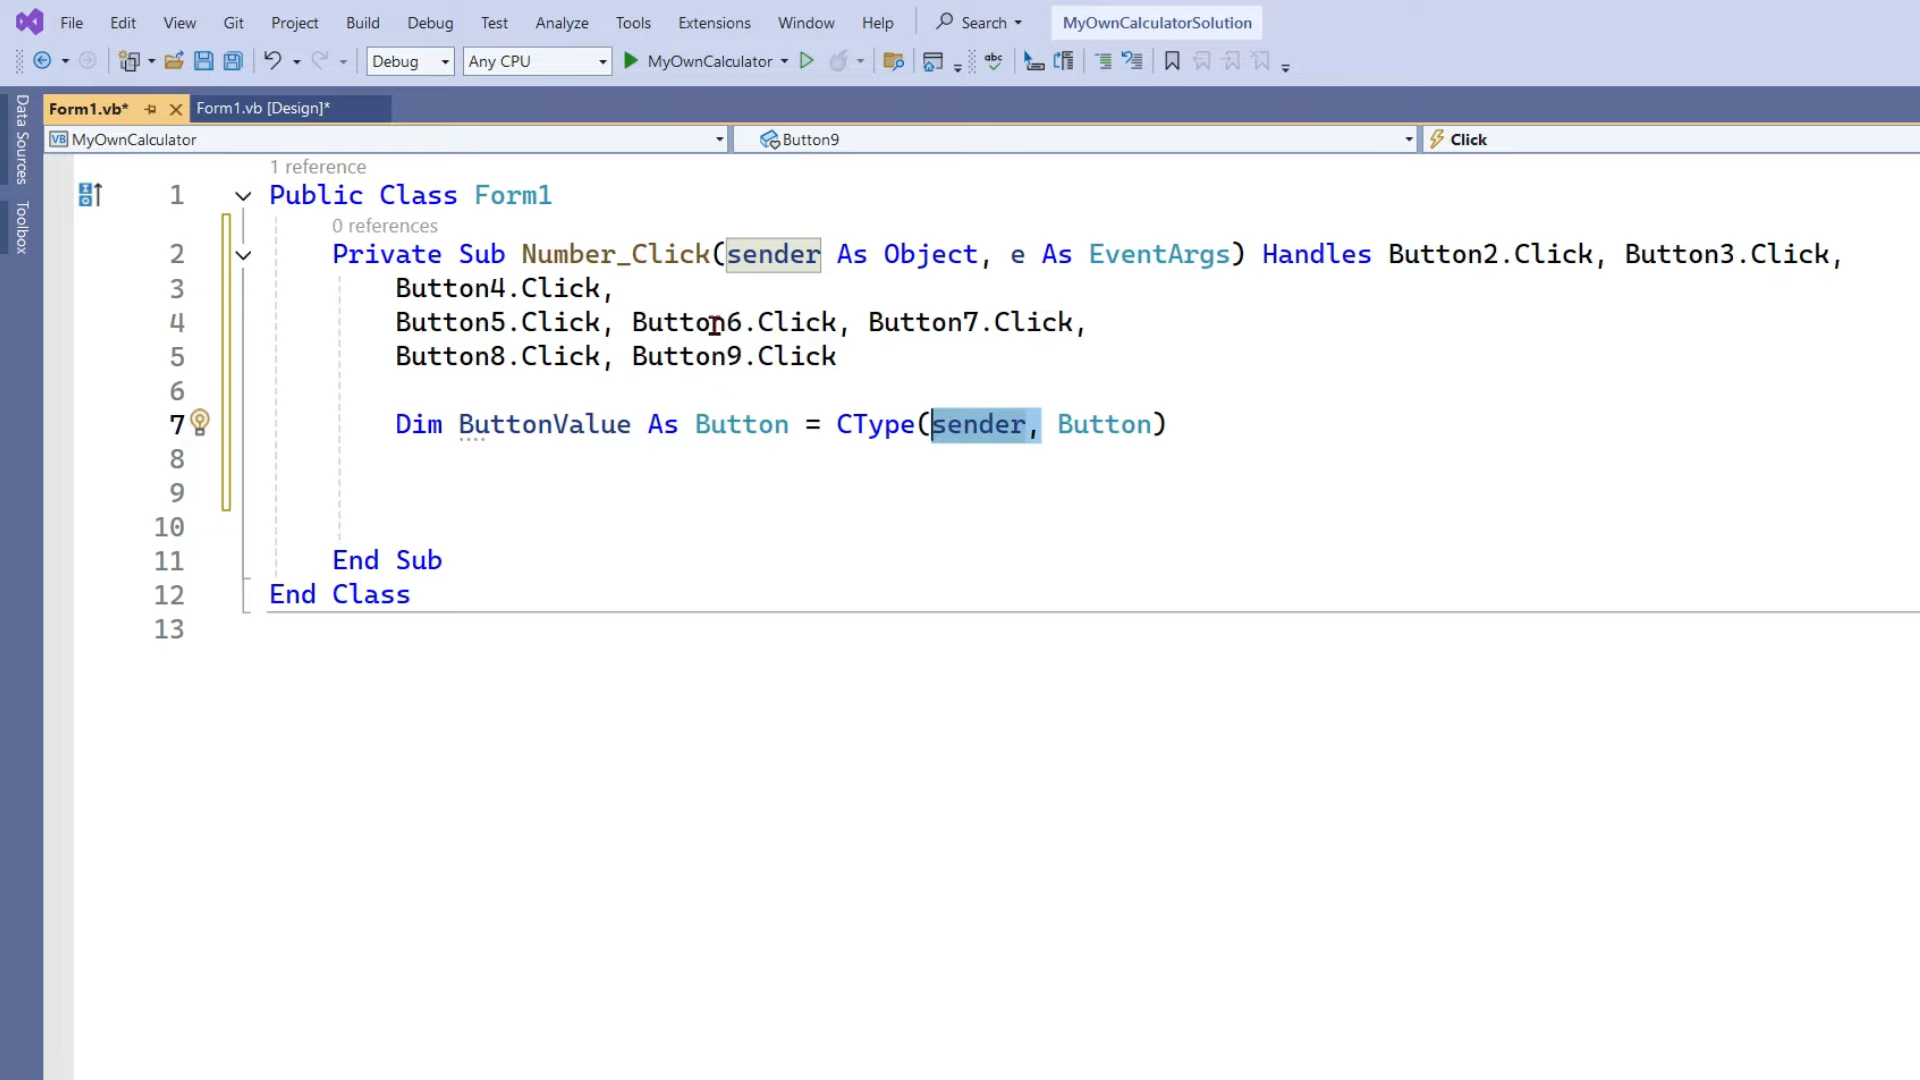 File Edit View Git Project Build Debug Test Analyze Tools Extensions Window Help Search MyOwnCalculatorSolution
Debug Any CPU MyOwnCalculator abc
Data Sources
Toolbox
Form1.vb* Form1.vb [Design]*
VB MyOwnCalculator Button9 Click
1 reference
1 Public Class Form1
0 references
2 Private Sub Number_Click(sender As Object, e As EventArgs) Handles Button2.Click, Button3.Click,
3 Button4.Click,
4 Button5.Click, Button6.Click, Button7.Click,
5 Button8.Click, Button9.Click
6
7 Dim ButtonValue As Button = CType(sender, Button)
8
9
10
11 End Sub
12 End Class
13